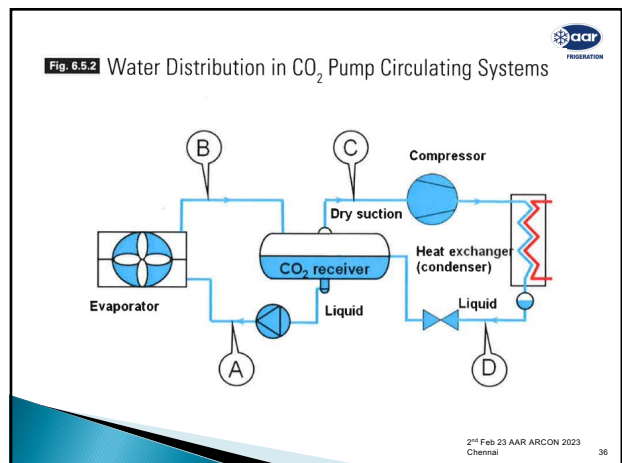 aar
FRIGERATION
Fig. 6.5.2 Water Distribution in CO₂ Pump Circulating Systems
B
C
Compressor
Dry suction
Heat exchanger
(condenser)
CO₂ receiver
Evaporator
Liquid
Liquid
A
D
2nd Feb 23 AAR ARCON 2023
Chennai
36